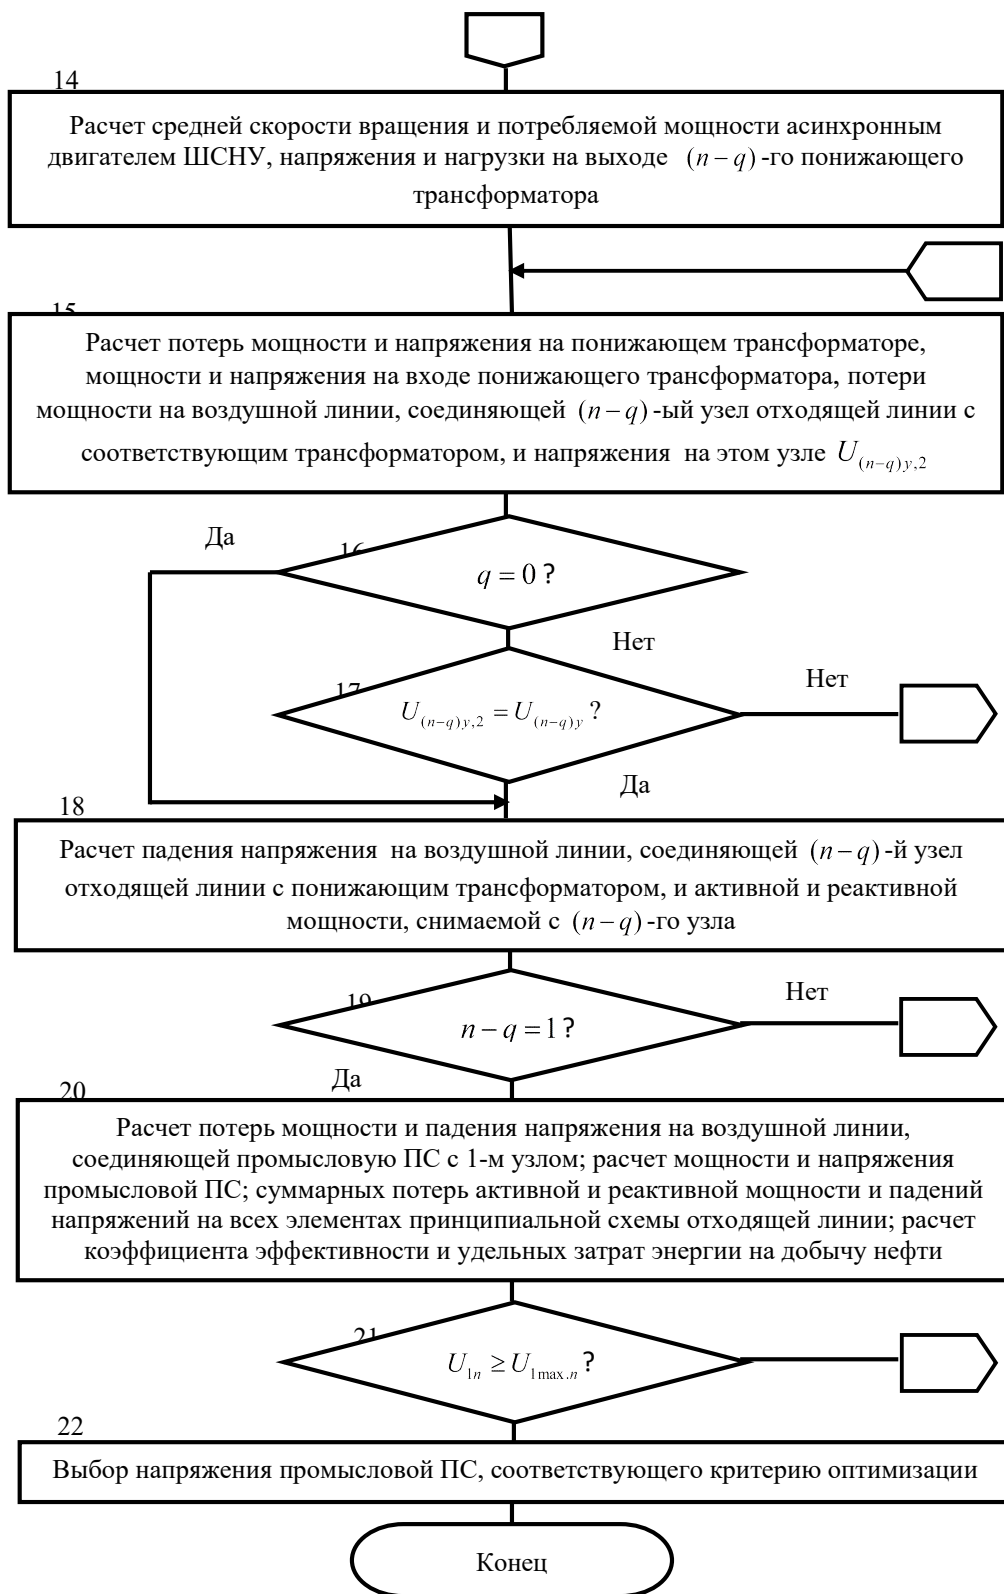 14
Расчет средней скорости вращения и потребляемой мощности асинхронным
двигателем ШСНУ, напряжения и нагрузки на выходе (n − q) -го понижающего
трансформатора
15
Расчет потерь мощности и напряжения на понижающем трансформаторе,
мощности и напряжения на входе понижающего трансформатора, потери
мощности на воздушной линии, соединяющей (n − q) -ый узел отходящей линии с
соответствующим трансформатором, и напряжения на этом узле U(n−q)y,2
Да
16
q = 0 ?
Нет
17
U(n−q)y,2 = U(n−q)y ?
Нет
Да
18
Расчет падения напряжения на воздушной линии, соединяющей (n − q) -й узел
отходящей линии с понижающим трансформатором, и активной и реактивной
мощности, снимаемой с (n − q) -го узла
19
n − q = 1 ?
Нет
Да
20
Расчет потерь мощности и падения напряжения на воздушной линии,
соединяющей промысловую ПС с 1-м узлом; расчет мощности и напряжения
промысловой ПС; суммарных потерь активной и реактивной мощности и падений
напряжений на всех элементах принципиальной схемы отходящей линии; расчет
коэффициента эффективности и удельных затрат энергии на добычу нефти
21
U1n ≥ U1max.n ?
22
Выбор напряжения промысловой ПС, соответствующего критерию оптимизации
Конец